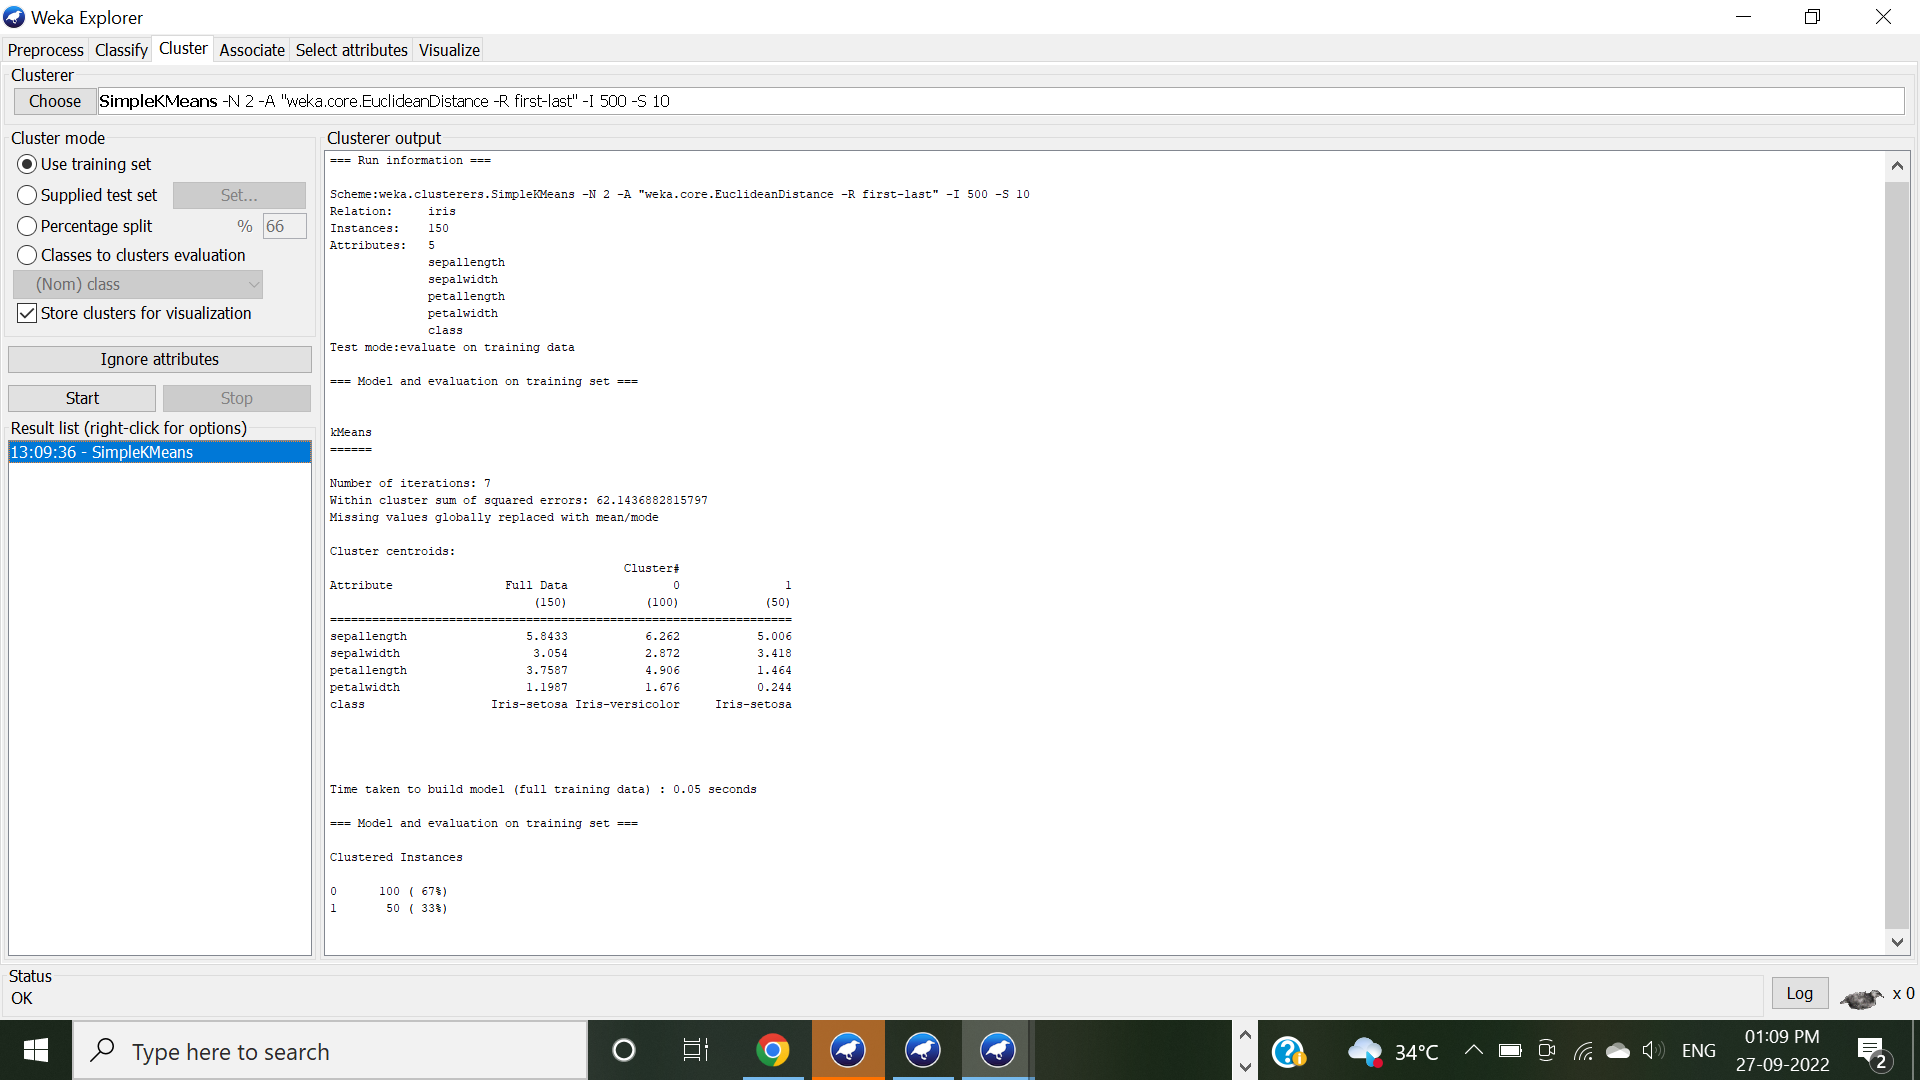 Weka Explorer
Preprocess Classify Cluster Associate Select attributes Visualize
Clusterer
Choose SimpleKMeans -N 2 -A "weka.core.EuclideanDistance -R first-last" -I 500 -S 10
Cluster mode
Use training set
Supplied test set Set...
Percentage split % 66
Classes to clusters evaluation
(Nom) class
Store clusters for visualization
Ignore attributes
Start Stop
Result list (right-click for options)
13:09:36 - SimpleKMeans
Clusterer output
=== Run information ===
Scheme:weka.clusterers.SimpleKMeans -N 2 -A "weka.core.EuclideanDistance -R first-last" -I 500 -S 10
Relation: iris
Instances: 150
Attributes: 5
sepallength
sepalwidth
petallength
petalwidth
class
Test mode:evaluate on training data
=== Model and evaluation on training set ===
kMeans
======
Number of iterations: 7
Within cluster sum of squared errors: 62.1436882815797
Missing values globally replaced with mean/mode
Cluster centroids:
Cluster#
Attribute Full Data 0 1
(150) (100) (50)
==================================================================
sepallength 5.8433 6.262 5.006
sepalwidth 3.054 2.872 3.418
petallength 3.7587 4.906 1.464
petalwidth 1.1987 1.676 0.244
class Iris-setosa Iris-versicolor Iris-setosa
Time taken to build model (full training data) : 0.05 seconds
=== Model and evaluation on training set ===
Clustered Instances
0 100 ( 67%)
1 50 ( 33%)
Status
OK
Log x 0
Type here to search
34°C
ENG
01:09 PM
27-09-2022
2